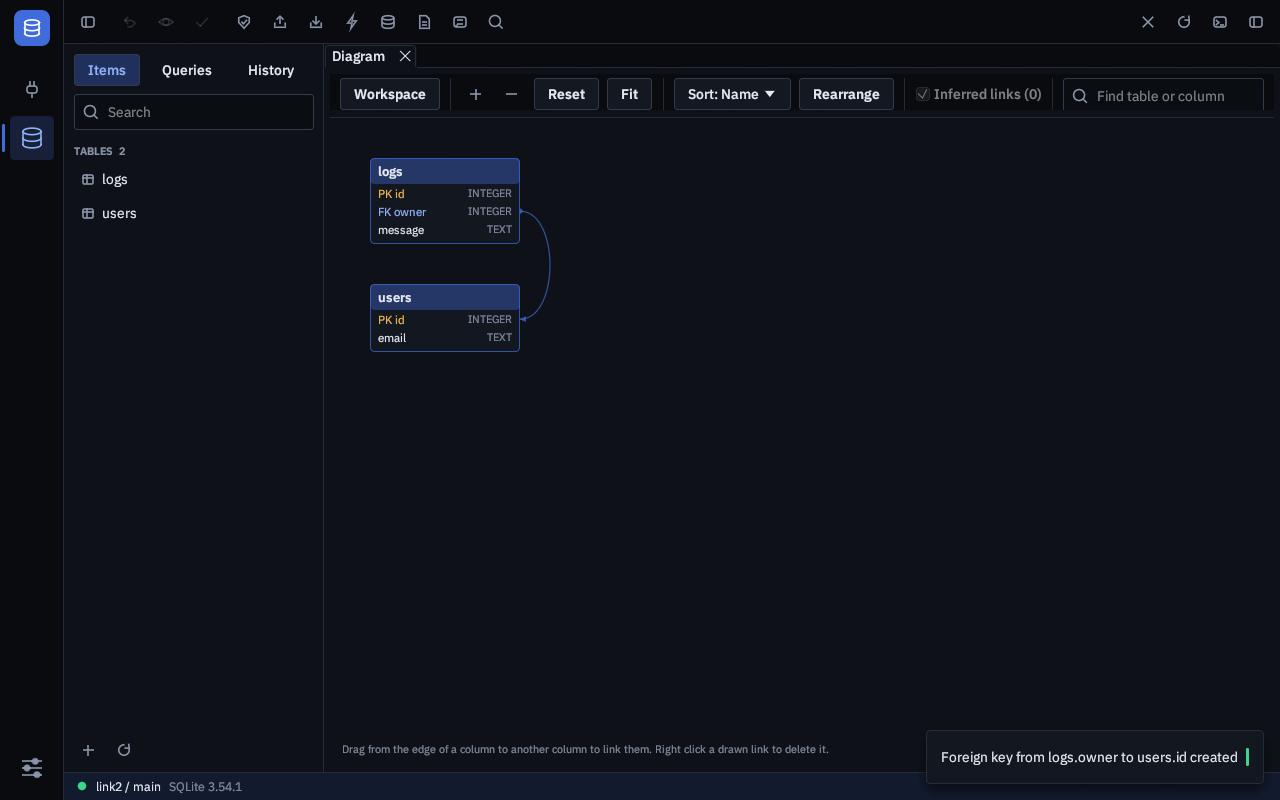 Items Queries History
Search
TABLES 2
logs
users
Diagram
Workspace Reset Fit Sort: Name Rearrange Inferred links (0) Find table or column
logs
PK id INTEGER
FK owner INTEGER
message TEXT
users
PK id INTEGER
email TEXT
Drag from the edge of a column to another column to link them. Right click a drawn link to delete it.
Foreign key from logs.owner to users.id created
link2 / main SQLite 3.54.1